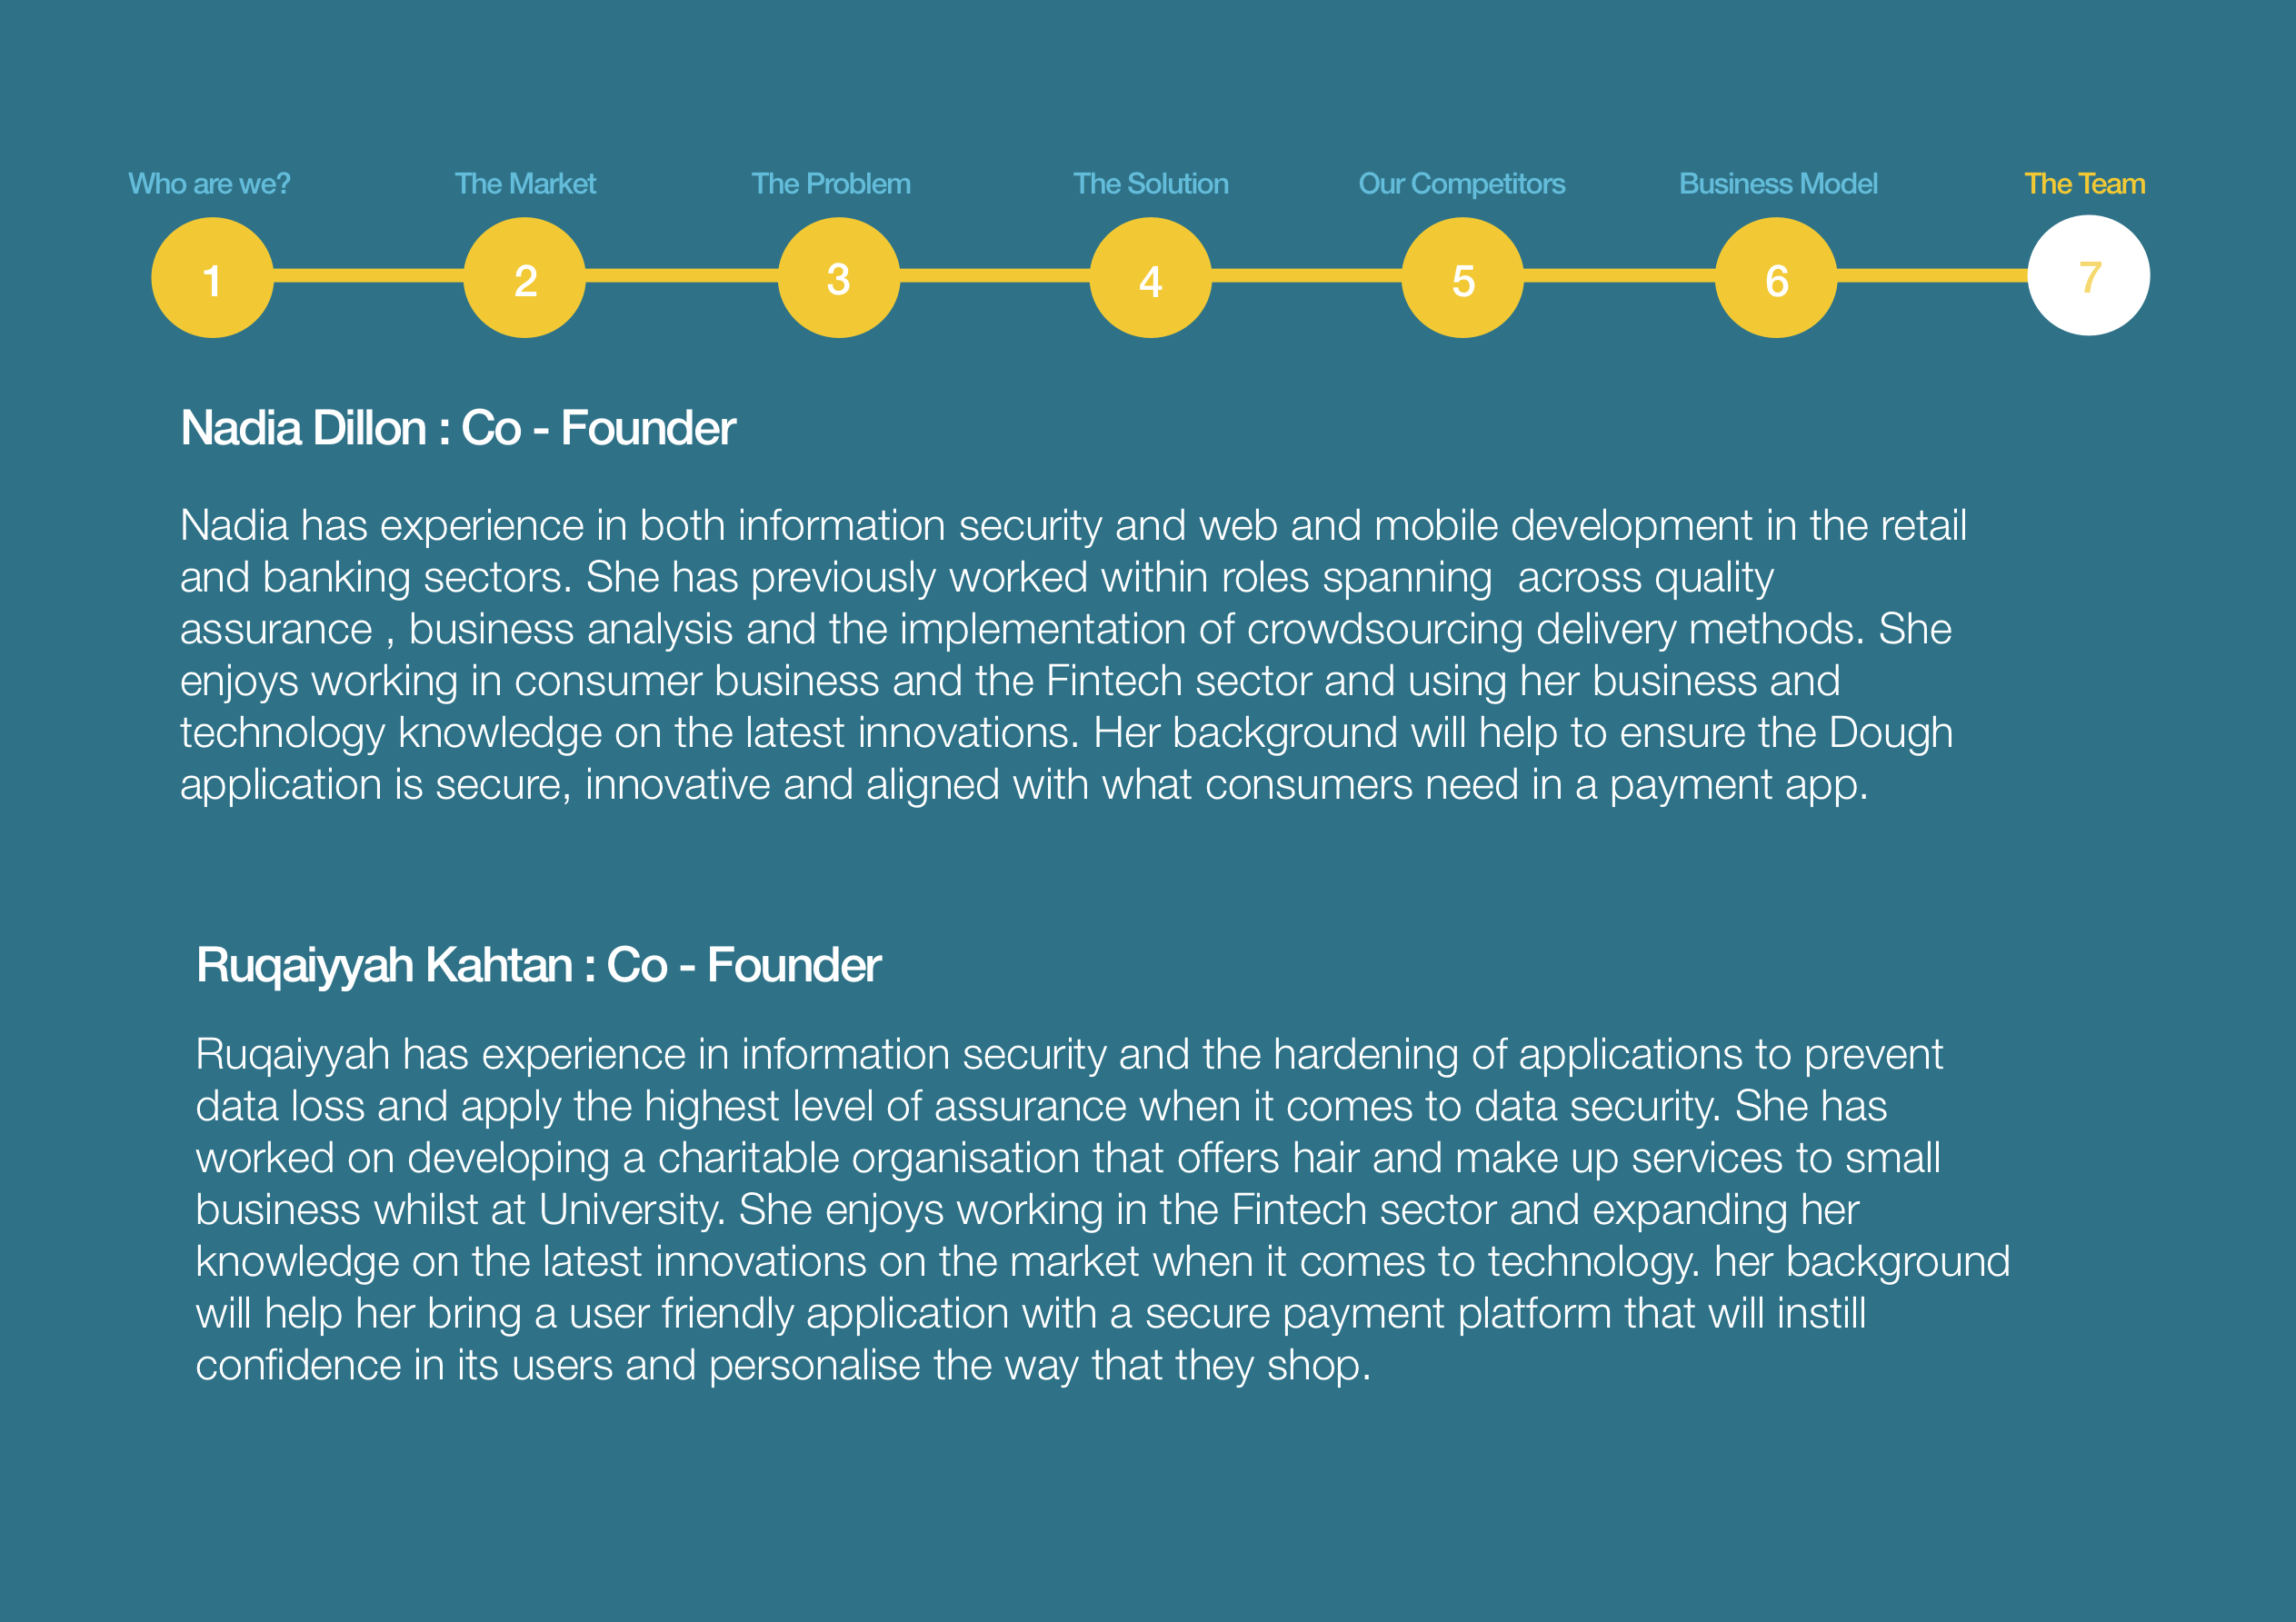 Who are we?
The Market
The Problem
The Solution
Our Competitors
Business Model
The Team
1
2
3
4
5
6
7
Nadia Dillon : Co - Founder
Nadia has experience in both information security and web and mobile development in the retail
and banking sectors. She has previously worked within roles spanning  across quality
assurance , business analysis and the implementation of crowdsourcing delivery methods. She
enjoys working in consumer business and the Fintech sector and using her business and
technology knowledge on the latest innovations. Her background will help to ensure the Dough
application is secure, innovative and aligned with what consumers need in a payment app.
Ruqaiyyah Kahtan : Co - Founder
Ruqaiyyah has experience in information security and the hardening of applications to prevent
data loss and apply the highest level of assurance when it comes to data security. She has
worked on developing a charitable organisation that offers hair and make up services to small
business whilst at University. She enjoys working in the Fintech sector and expanding her
knowledge on the latest innovations on the market when it comes to technology. her background
will help her bring a user friendly application with a secure payment platform that will instill
confidence in its users and personalise the way that they shop.